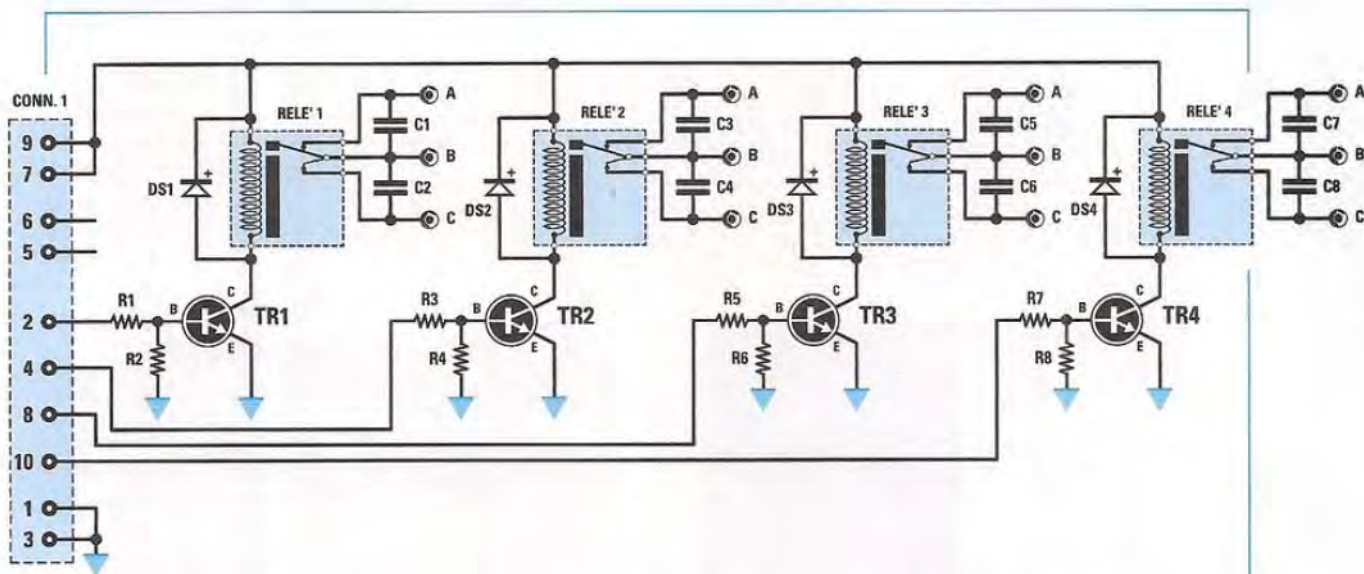 CONN. 1
9
7
6
5
2
4
8
10
1
3
RELE' 1
A
C1
B
C2
C
DS1
+
R1
B
C
TR1
E
R2
RELE' 2
A
C3
B
C4
C
DS2
+
R3
B
C
TR2
E
R4
RELE' 3
A
C5
B
C6
C
DS3
+
R5
B
C
TR3
E
R6
RELE' 4
A
C7
B
C8
C
DS4
+
R7
B
C
TR4
E
R8